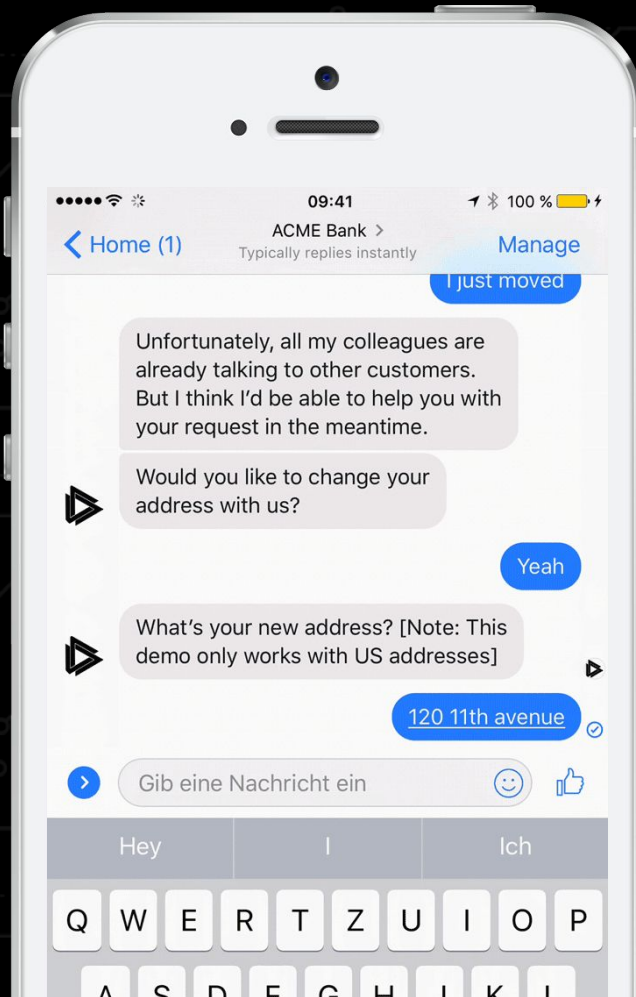 09:41
100 %
Home (1)
ACME Bank >
Typically replies instantly
Manage
I just moved
Unfortunately, all my colleagues are
already talking to other customers.
But I think I'd be able to help you with
your request in the meantime.
Would you like to change your
address with us?
Yeah
What's your new address? [Note: This
demo only works with US addresses]
120 11th avenue
Gib eine Nachricht ein
Hey I Ich
Q W E R T Z U I O P
A S D F G H J K L